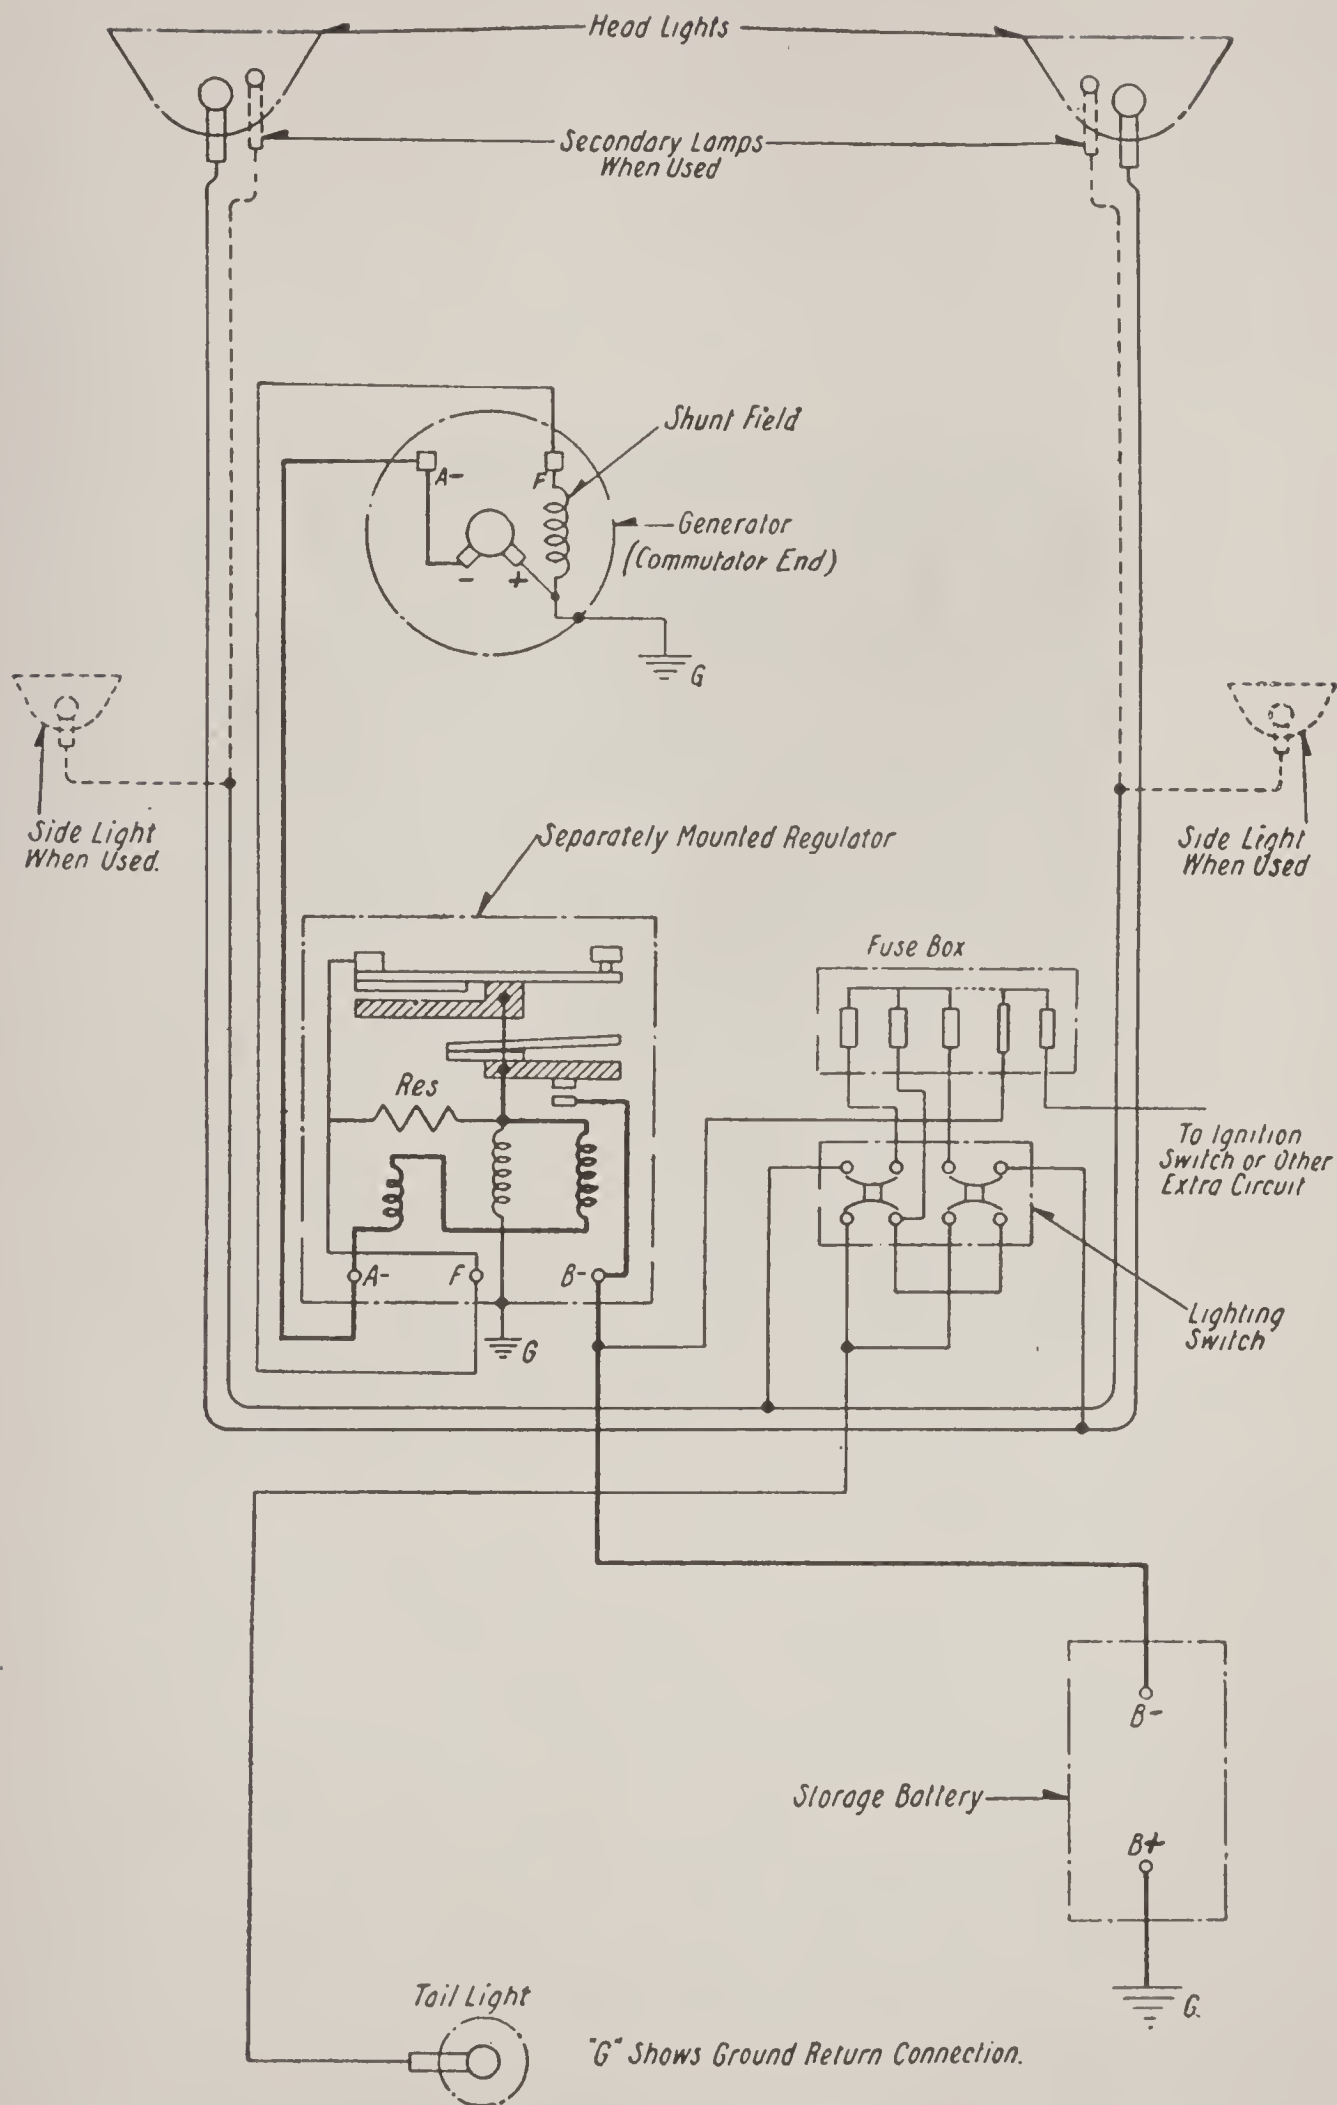 Head Lights
Secondary Lamps
When Used
Shunt Field
A-
F
Generator
(Commutator End)
-
+
G
Side Light
When Used.
Side Light
When Used
Separately Mounted Regulator
Fuse Box
Res
To Ignition
Switch or Other
Extra Circuit
A-
F
B-
G
Lighting
Switch
B-
Storage Battery
B+
G.
Tail Light
"G" Shows Ground Return Connection.